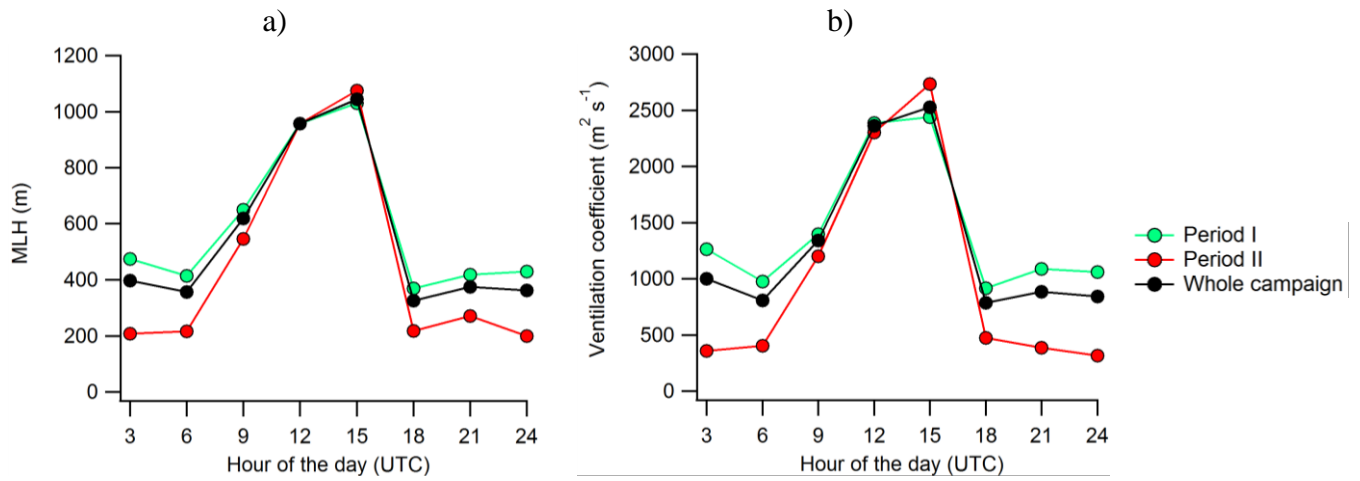 a)
1200
1000
800
600
400
200
0
MLH (m)
3 6 9 12 15 18 21 24
Hour of the day (UTC)
b)
3000
2500
2000
1500
1000
500
0
Ventilation coefficient (m² s⁻¹)
3 6 9 12 15 18 21 24
Hour of the day (UTC)
Period I
Period II
Whole campaign